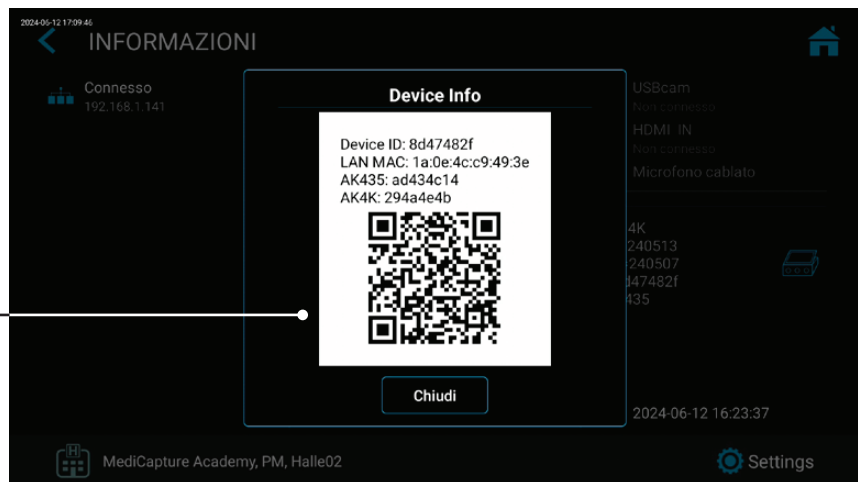 2024-06-12 17:09:46
INFORMAZIONI
Connesso
192.168.1.141
Device Info
Device ID: 8d47482f
LAN MAC: 1a:0e:4c:c9:49:3e
AK435: ad434c14
AK4K: 294a4e4b
Chiudi
USBcam
Non connesso
HDMI IN
Non connesso
Microfono cablato
4K
240513
240507
d47482f
435
2024-06-12 16:23:37
MediCapture Academy, PM, Halle02
Settings